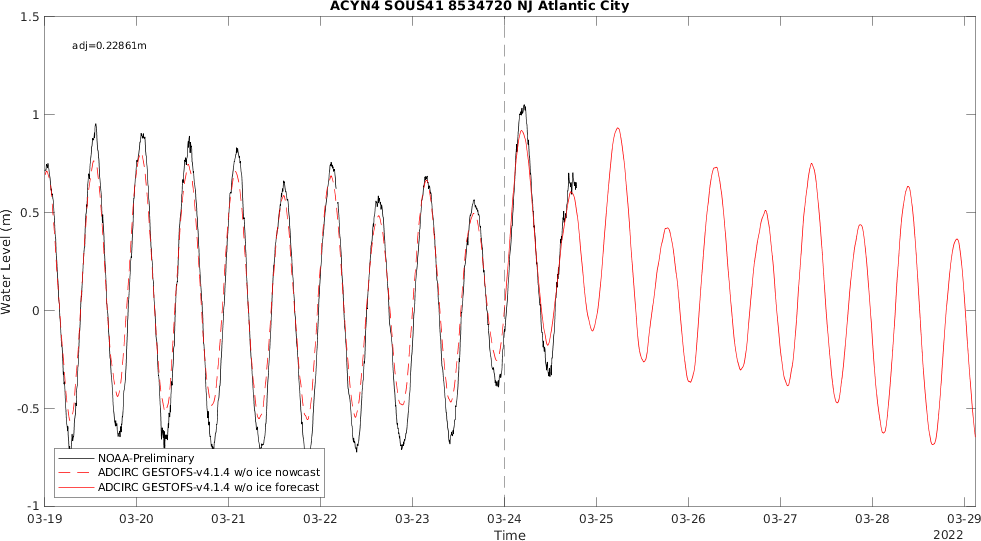 ACYN4 SOUS41 8534720 NJ Atlantic City
adj=0.22861m
1.5
1
0.5
0
-0.5
-1
Water Level (m)
NOAA-Preliminary
ADCIRC GESTOFS-v4.1.4 w/o ice nowcast
ADCIRC GESTOFS-v4.1.4 w/o ice forecast
03-19 03-20 03-21 03-22 03-23 03-24 03-25 03-26 03-27 03-28 03-29
Time
2022